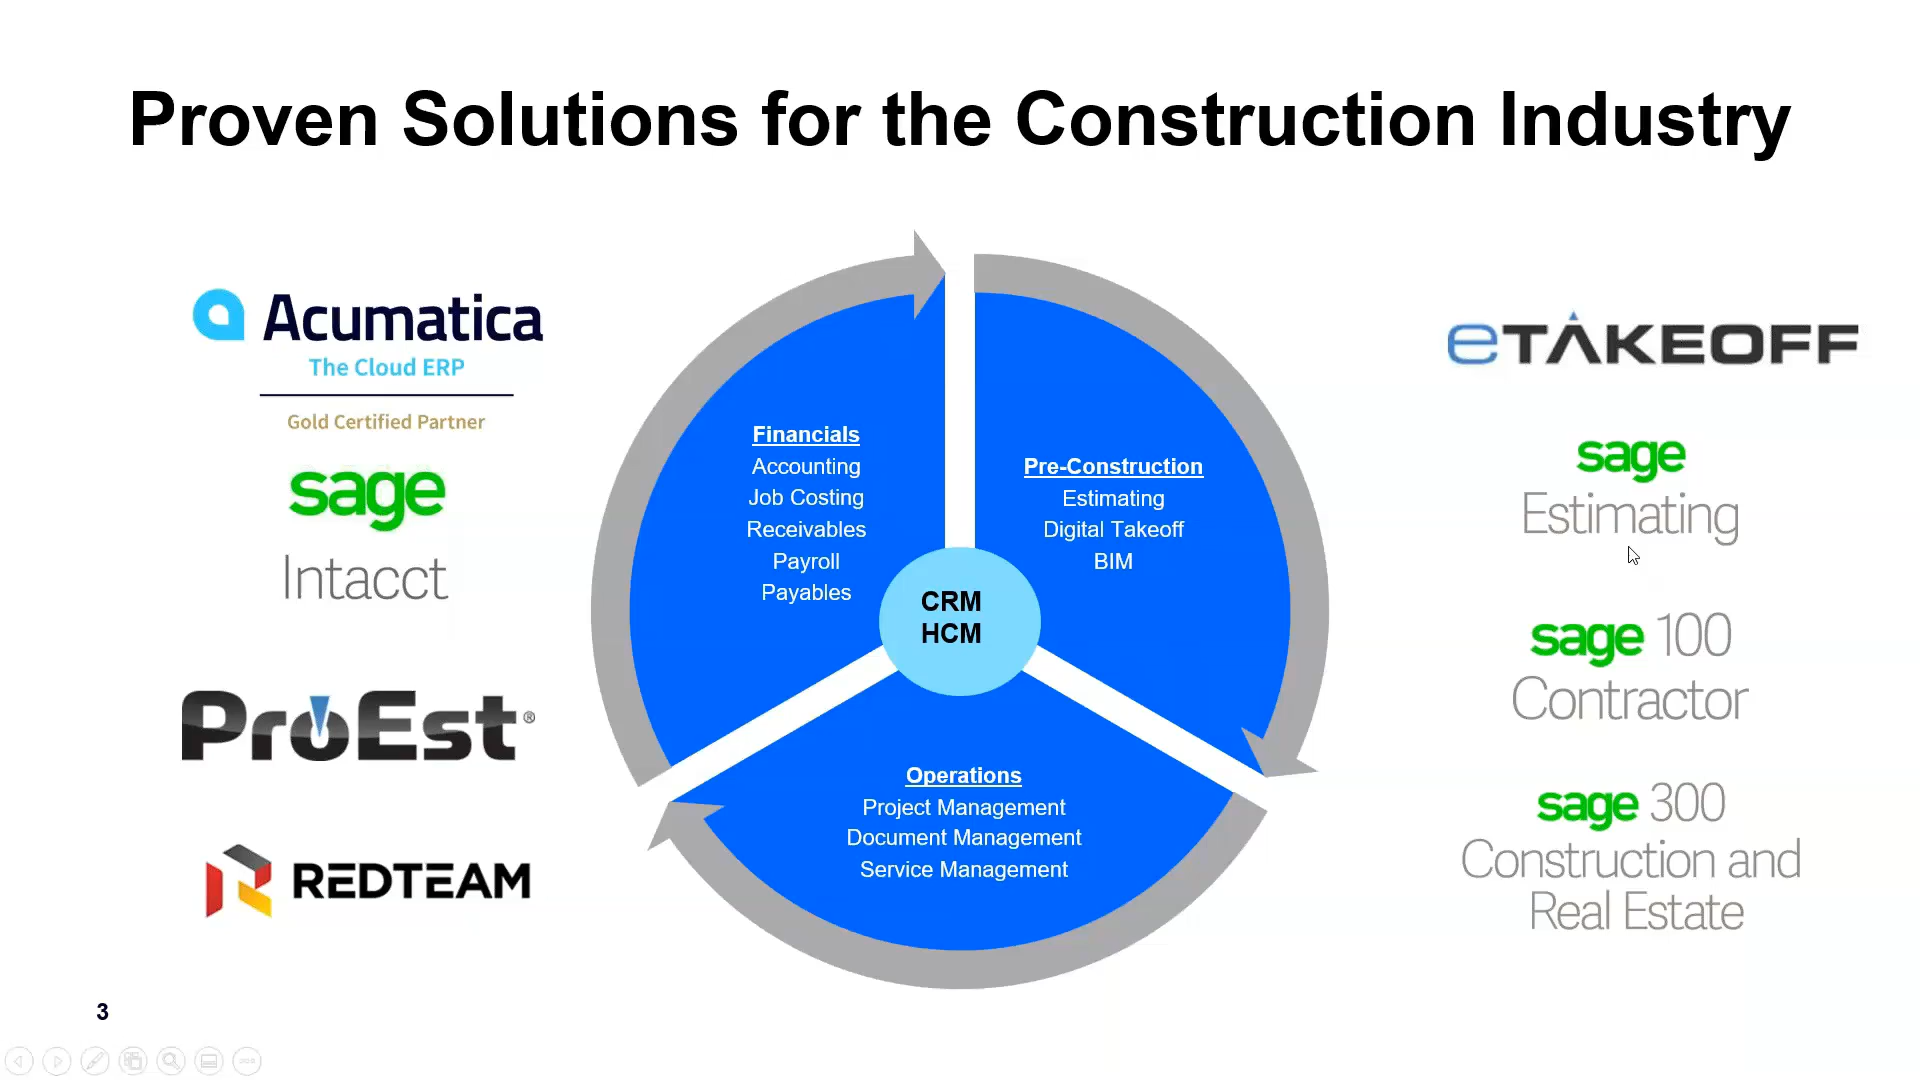 Proven Solutions for the Construction Industry
Acumatica
The Cloud ERP
Gold Certified Partner
sage
Intacct
ProEst®
REDTEAM
Financials
Accounting
Job Costing
Receivables
Payroll
Payables
Pre-Construction
Estimating
Digital Takeoff
BIM
CRM
HCM
Operations
Project Management
Document Management
Service Management
eTAKEOFF
sage
Estimating
sage 100
Contractor
sage 300
Construction and
Real Estate
3